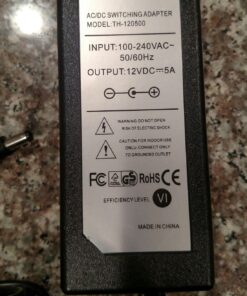 AC/DC SWITCHING ADAPTER
MODEL:TH-120500
INPUT:100-240VAC~
50/60Hz
OUTPUT:12VDC⎓5A
WARNING:DO NOT OPEN
RISK OF ELECTRIC SHOCK
CAUTION:FOR INDOOR USE
ONLY CONNECT ONLY
TO GROUNDED OUTLET
FC GS RoHS CE
EFFICIENCY LEVEL VI
MADE IN CHINA